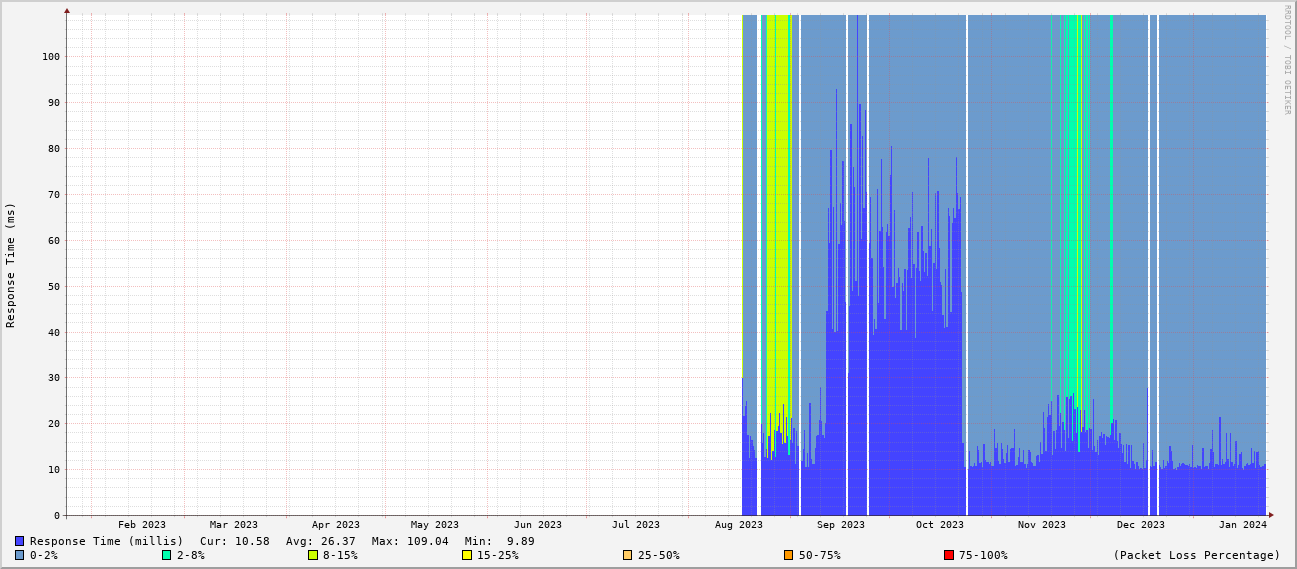 RRDTOOL / TOBI OETIKER
Response Time (ms)
100
90
80
70
60
50
40
30
20
10
0
Feb 2023 Mar 2023 Apr 2023 May 2023 Jun 2023 Jul 2023 Aug 2023 Sep 2023 Oct 2023 Nov 2023 Dec 2023 Jan 2024
Response Time (millis) Cur: 10.58 Avg: 26.37 Max: 109.04 Min: 9.89
0-2% 2-8% 8-15% 15-25% 25-50% 50-75% 75-100% (Packet Loss Percentage)